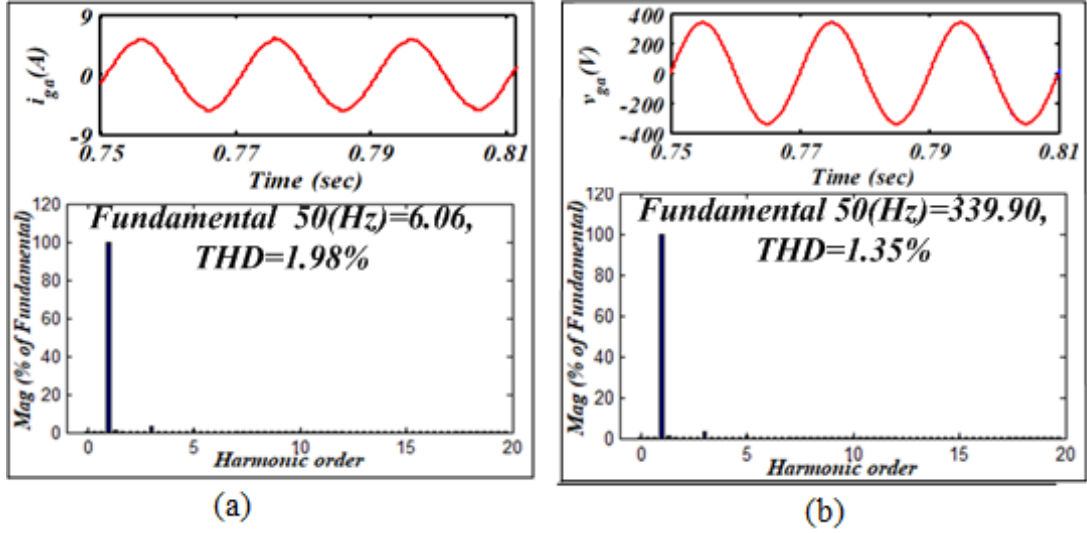 9
0
-9
i_ga(A)
0.75 0.77 0.79 0.81
Time (sec)
120
100
80
60
40
20
0
Mag (% of Fundamental)
Fundamental 50(Hz)=6.06,
THD=1.98%
0 5 10 15 20
Harmonic order
(a)
400
200
0
-200
-400
v_ga(V)
0.75 0.77 0.79 0.81
Time (sec)
120
100
80
60
40
20
0
Mag (% of Fundamental)
Fundamental 50(Hz)=339.90,
THD=1.35%
0 5 10 15 20
Harmonic order
(b)